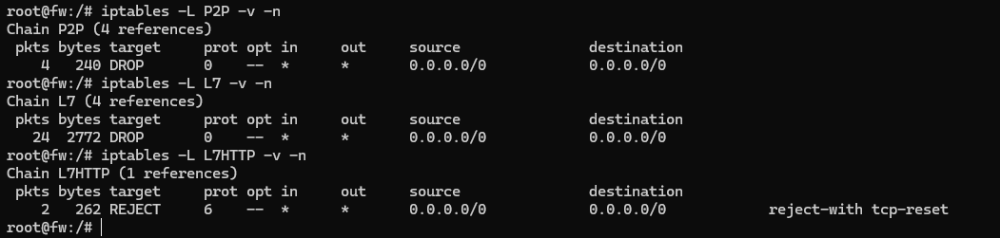 root@fw:/# iptables -L P2P -v -n
Chain P2P (4 references)
 pkts bytes target     prot opt in     out     source               destination
    4   240 DROP       0    --  *      *       0.0.0.0/0            0.0.0.0/0
root@fw:/# iptables -L L7 -v -n
Chain L7 (4 references)
 pkts bytes target     prot opt in     out     source               destination
   24  2772 DROP       0    --  *      *       0.0.0.0/0            0.0.0.0/0
root@fw:/# iptables -L L7HTTP -v -n
Chain L7HTTP (1 references)
 pkts bytes target     prot opt in     out     source               destination
    2   262 REJECT     6    --  *      *       0.0.0.0/0            0.0.0.0/0            reject-with tcp-reset
root@fw:/#